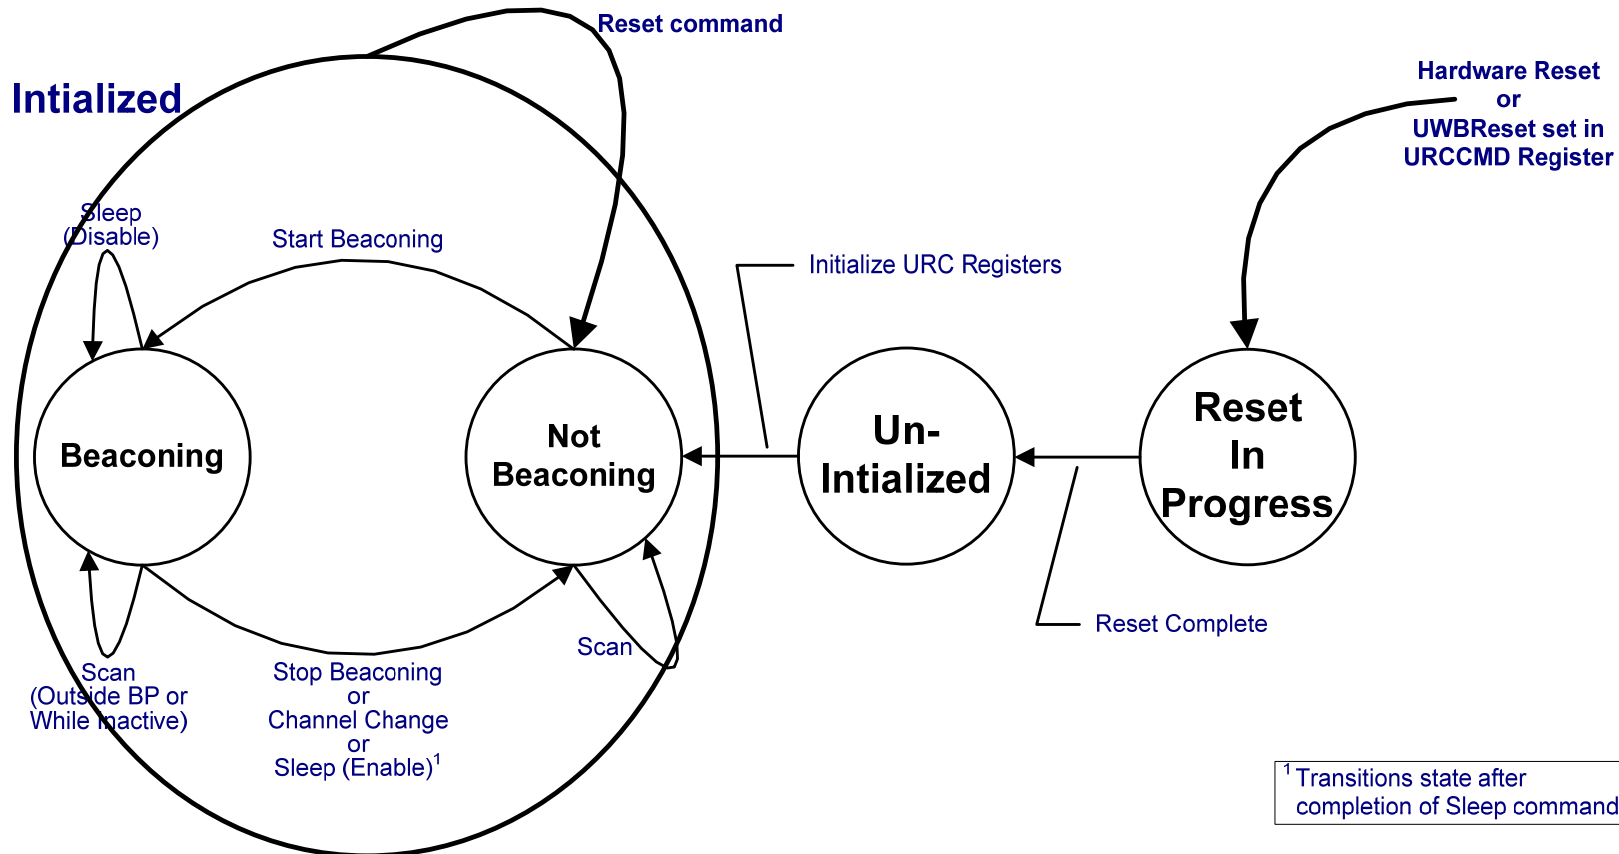 Reset command
Intialized
Hardware Reset
or
UWBReset set in
URCCMD Register
Sleep
(Disable)
Start Beaconing
Initialize URC Registers
Beaconing
Not
Beaconing
Un-
Intialized
Reset
In
Progress
Scan
(Outside BP or
While Inactive)
Stop Beaconing
or
Channel Change
or
Sleep (Enable)¹
Scan
Reset Complete
¹ Transitions state after
completion of Sleep command